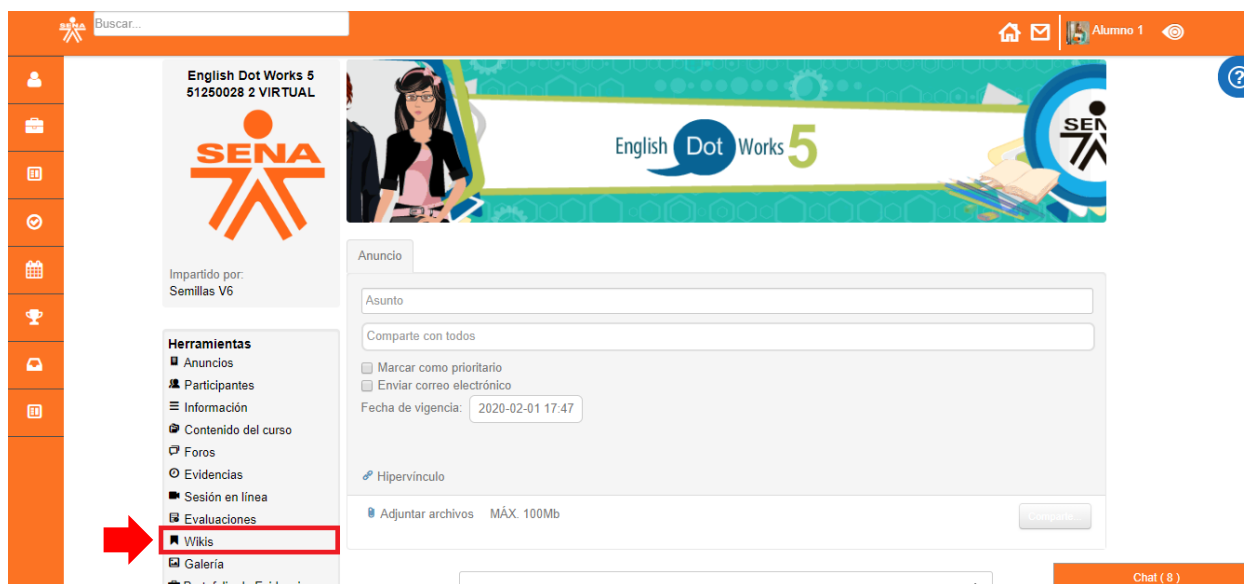 SENA
Buscar...
Alumno 1
English Dot Works 5
51250028 2 VIRTUAL
SENA
Impartido por:
Semillas V6
English Dot Works 5
SEN
Anuncio
Asunto
Comparte con todos
Marcar como prioritario
Enviar correo electrónico
Fecha de vigencia: 2020-02-01 17:47
Hipervínculo
Adjuntar archivos MÁX. 100Mb
Comparte...
Herramientas
Anuncios
Participantes
Información
Contenido del curso
Foros
Evidencias
Sesión en línea
Evaluaciones
Wikis
Galería
Chat ( 8 )